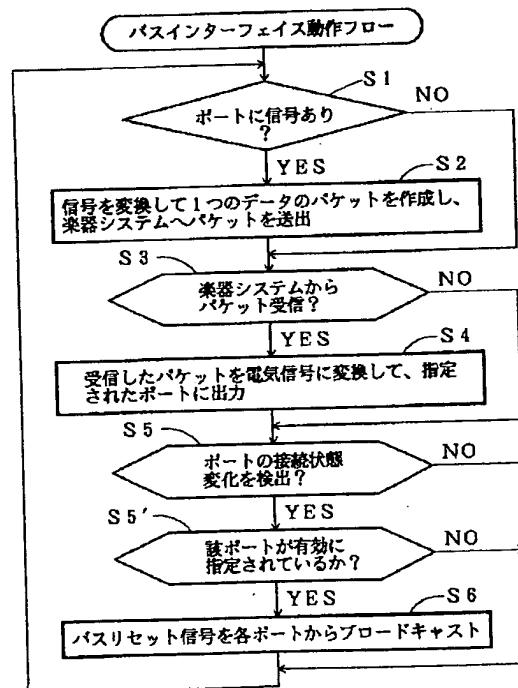 バスインターフェイス動作フロー
S1
ポートに信号あり
?
NO
YES
S2
信号を変換して1つのデータのパケットを作成し、
楽器システムへパケットを送出
S3
楽器システムから
パケット受信?
NO
YES
S4
受信したパケットを電気信号に変換して、指定
されたポートに出力
S5
ポートの接続状態
変化を検出?
NO
YES
S5'
該ポートが有効に
指定されているか?
NO
YES
S6
バスリセット信号を各ポートからブロードキャスト